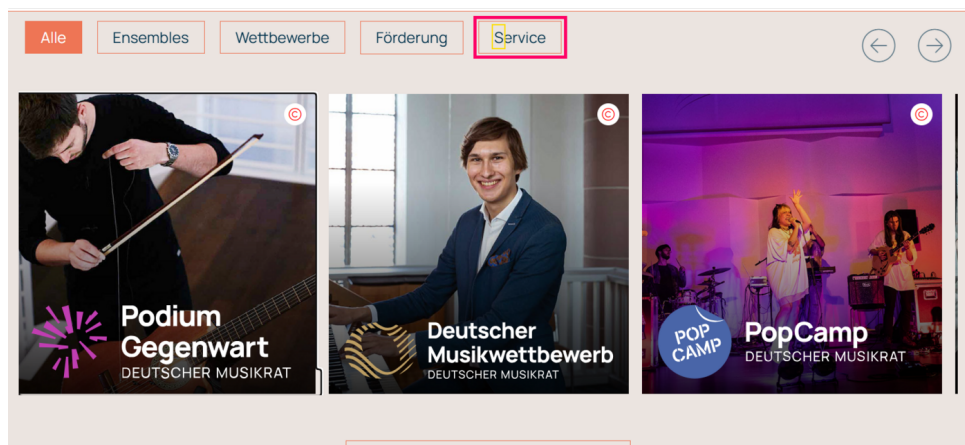 Alle Ensembles Wettbewerbe Förderung Service
©
Podium
Gegenwart
DEUTSCHER MUSIKRAT
©
Deutscher
Musikwettbewerb
DEUTSCHER MUSIKRAT
©
POP
CAMP
PopCamp
DEUTSCHER MUSIKRAT